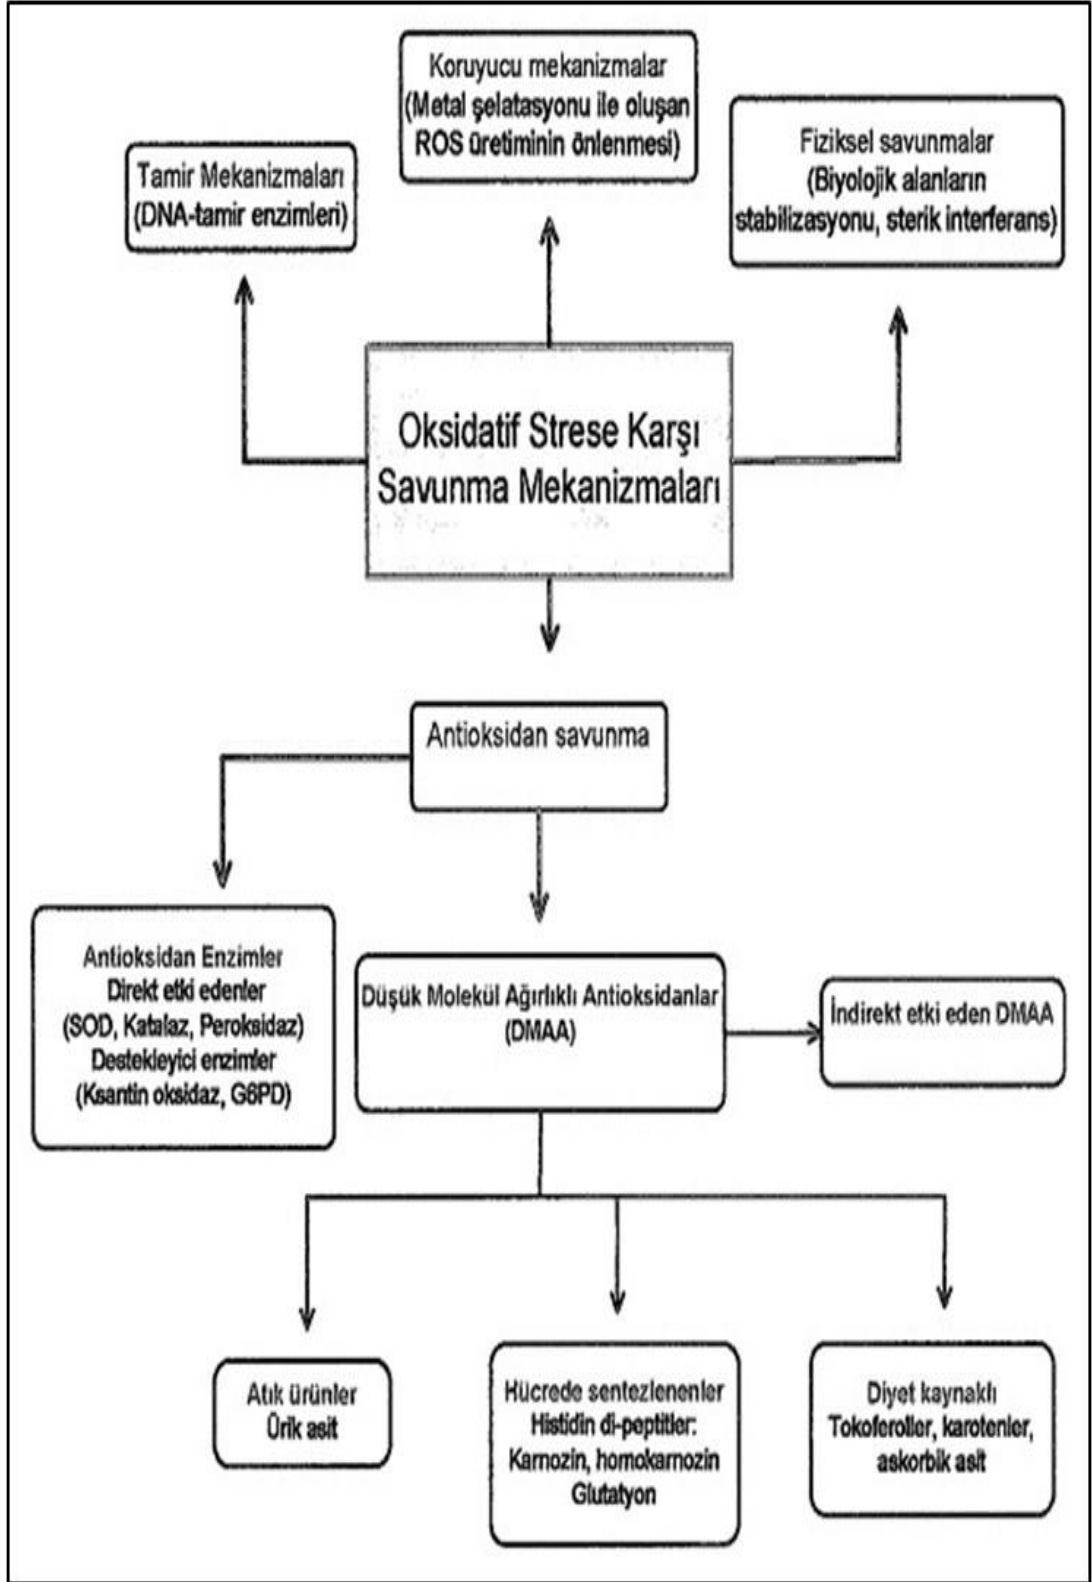 Koruyucu mekanizmalar
(Metal şelatasyonu ile oluşan
ROS üretiminin önlenmesi)
Fiziksel savunmalar
(Biyolojik alanların
stabilizasyonu, sterik interferans)
Tamir Mekanizmaları
(DNA-tamir enzimleri)
Oksidatif Strese Karşı
Savunma Mekanizmaları
Antioksidan savunma
Antioksidan Enzimler
Direkt etki edenler
(SOD, Katalaz, Peroksidaz)
Destekleyici enzimler
(Ksantin oksidaz, G6PD)
Düşük Molekül Ağırlıklı Antioksidanlar
(DMAA)
İndirekt etki eden DMAA
Atık ürünler
Ürik asit
Hücrede sentezlenenler
Histidin di-peptitler:
Karnozin, homokarnozin
Glutatyon
Diyet kaynaklı
Tokoferoller, karotenler,
askorbik asit